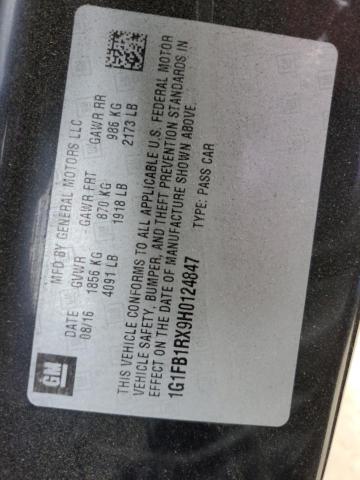 GM
MFD BY GENERAL MOTORS LLC
DATE GVWR GAWR FRT GAWR RR
08/16 1856 KG 870 KG 986 KG
4091 LB 1918 LB 2173 LB
THIS VEHICLE CONFORMS TO ALL APPLICABLE U.S. FEDERAL MOTOR
VEHICLE SAFETY, BUMPER, AND THEFT PREVENTION STANDARDS IN
EFFECT ON THE DATE OF MANUFACTURE SHOWN ABOVE.
1G1FB1RX9H0124847 TYPE: PASS CAR